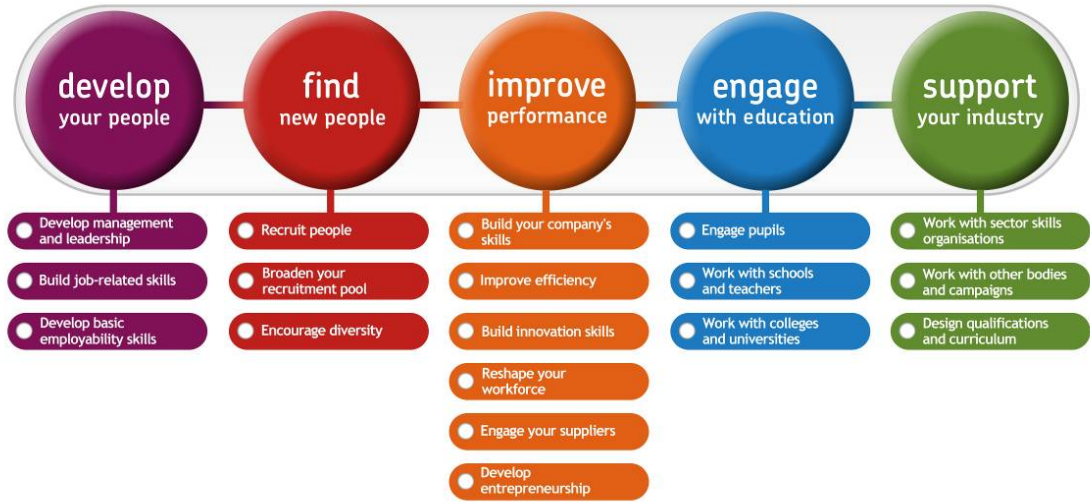 develop
your people
find
new people
improve
performance
engage
with education
support
your industry
Develop management
and leadership
Build job-related skills
Develop basic
employability skills
Recruit people
Broaden your
recruitment pool
Encourage diversity
Build your company's
skills
Improve efficiency
Build innovation skills
Reshape your
workforce
Engage your suppliers
Develop
entrepreneurship
Engage pupils
Work with schools
and teachers
Work with colleges
and universities
Work with sector skills
organisations
Work with other bodies
and campaigns
Design qualifications
and curriculum